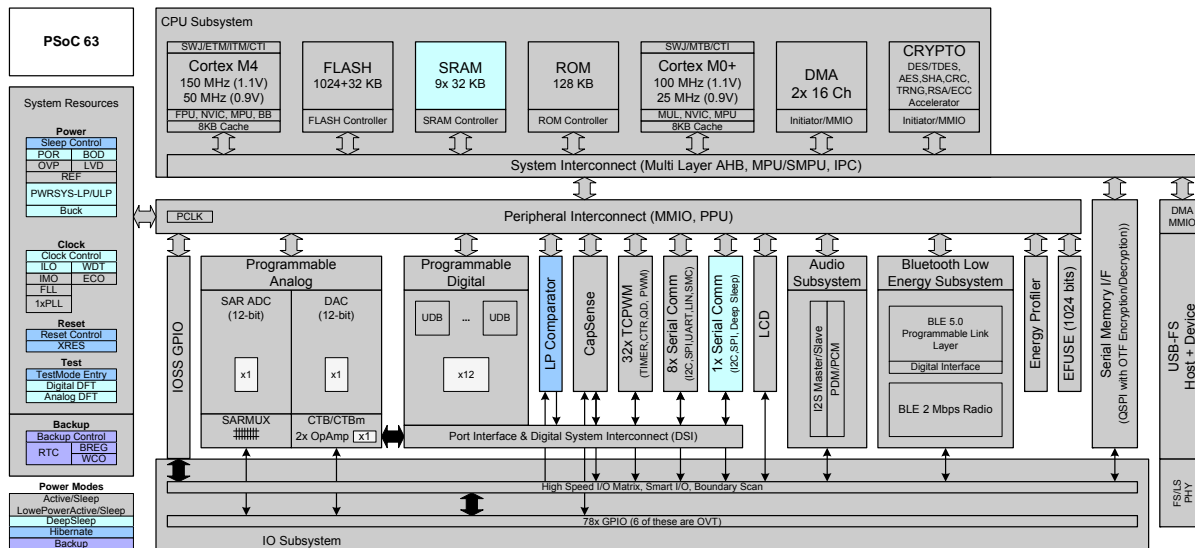 PSoC 63
System Resources
Power
Sleep Control
POR
BOD
OVP
LVD
REF
PWRSYS-LP/ULP
Buck
Clock
Clock Control
ILO
WDT
IMO
ECO
FLL
1xPLL
Reset
Reset Control
XRES
Test
TestMode Entry
Digital DFT
Analog DFT
Backup
Backup Control
RTC
BREG
WCO
Power Modes
Active/Sleep
LowePowerActive/Sleep
DeepSleep
Hibernate
Backup
CPU Subsystem
SWJ/ETM/ITM/CTI
Cortex M4
150 MHz (1.1V)
50 MHz (0.9V)
FPU, NVIC, MPU, BB
8KB Cache
FLASH
1024+32 KB
FLASH Controller
SRAM
9x 32 KB
SRAM Controller
ROM
128 KB
ROM Controller
SWJ/MTB/CTI
Cortex M0+
100 MHz (1.1V)
25 MHz (0.9V)
MUL, NVIC, MPU
8KB Cache
DMA
2x 16 Ch
Initiator/MMIO
CRYPTO
DES/TDES,
AES,SHA,CRC,
TRNG,RSA/ECC
Accelerator
Initiator/MMIO
System Interconnect (Multi Layer AHB, MPU/SMPU, IPC)
PCLK
Peripheral Interconnect (MMIO, PPU)
IOSS GPIO
Programmable
Analog
SAR ADC
(12-bit)
x1
DAC
(12-bit)
x1
SARMUX
CTB/CTBm
2x OpAmp
x1
Programmable
Digital
UDB
...
UDB
x12
LP Comparator
CapSense
32x TCPWM
(TIMER,CTR,QD, PWM)
8x Serial Comm
(I2C,SPI,UART,LIN,SMC)
1x Serial Comm
(I2C,SPI, Deep Sleep)
LCD
Port Interface & Digital System Interconnect (DSI)
Audio
Subsystem
I2S Master/Slave
PDM/PCM
Bluetooth Low
Energy Subsystem
BLE 5.0
Programmable Link
Layer
Digital Interface
BLE 2 Mbps Radio
Energy Profiler
EFUSE (1024 bits)
Serial Memory I/F
(QSPI with OTF Encryption/Decryption))
DMA
MMIO
USB-FS
Host + Device
FS/LS
PHY
High Speed I/O Matrix, Smart I/O, Boundary Scan
78x GPIO (6 of these are OVT)
IO Subsystem